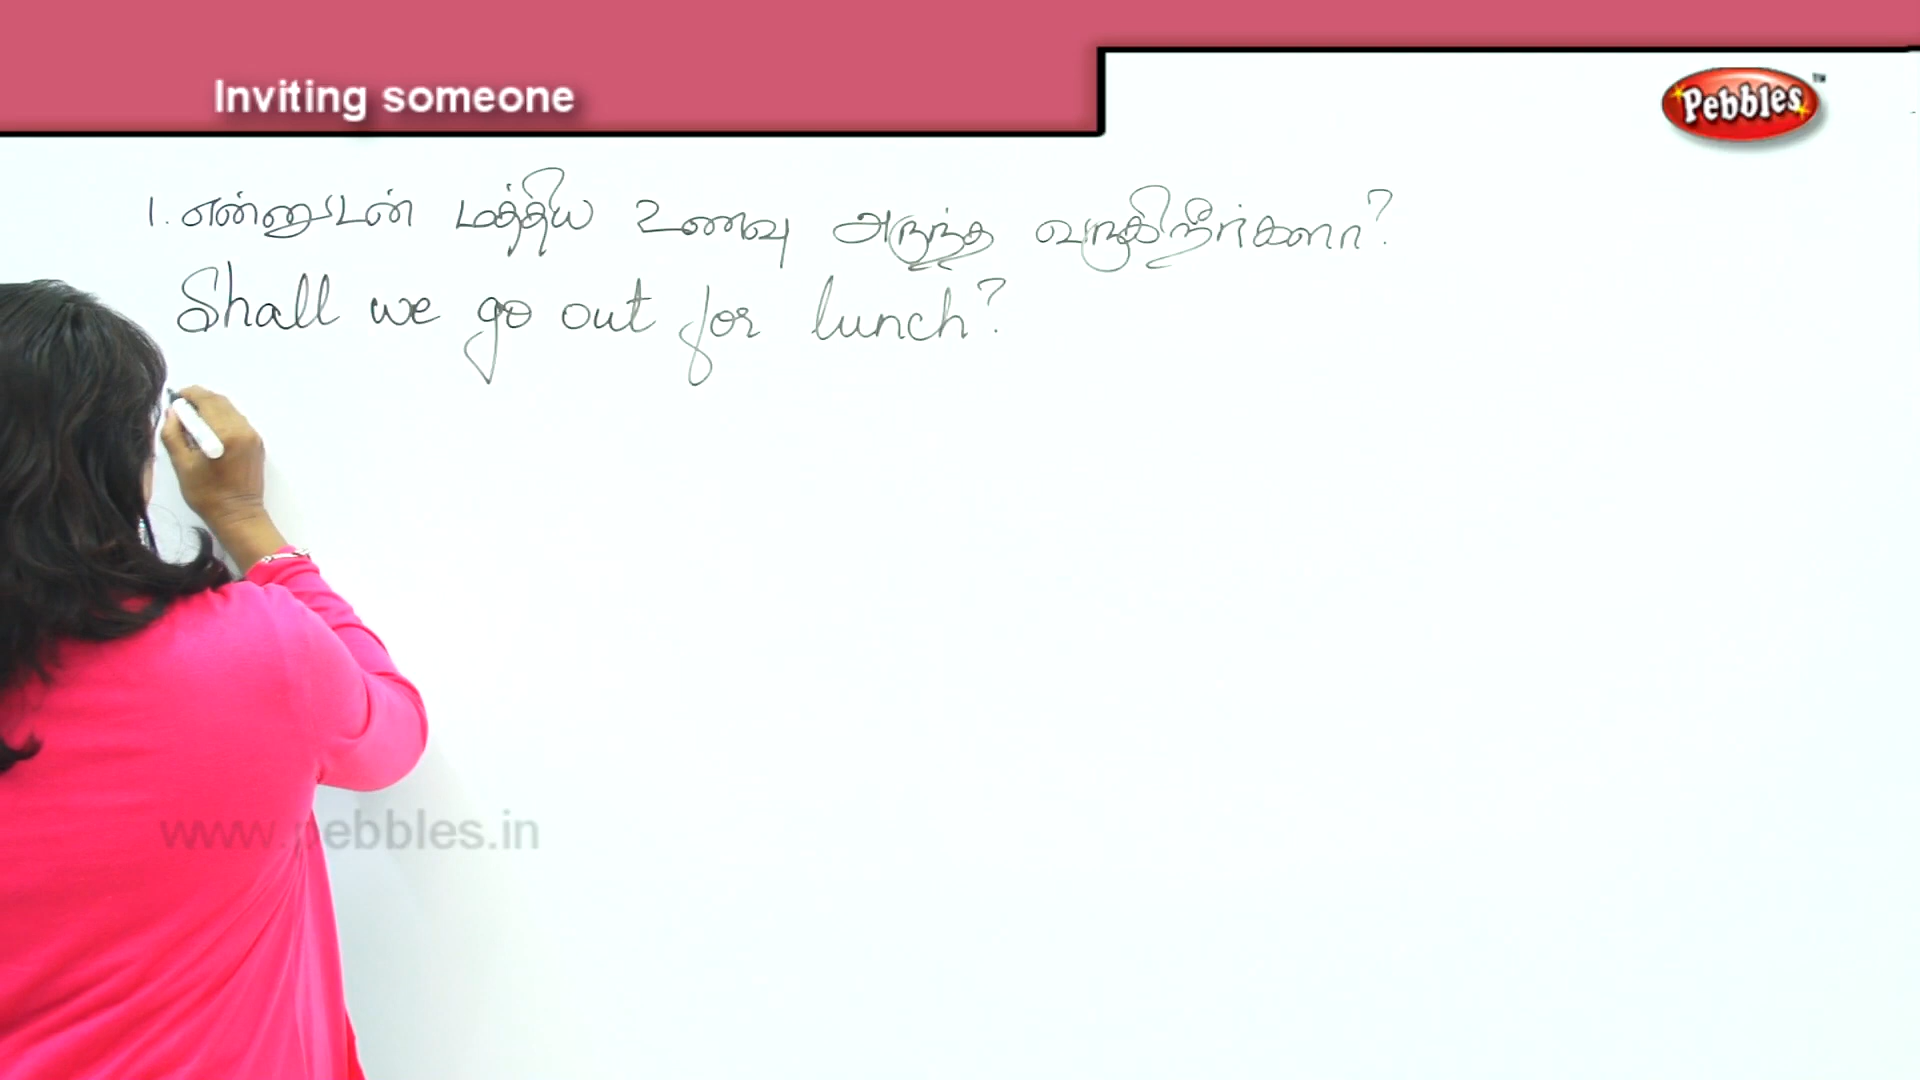 Inviting someone
Pebbles™
1. என்னுடன் மத்திய உணவு அருந்த வருகிறீர்களா?
Shall we go out for lunch?
www.pebbles.in